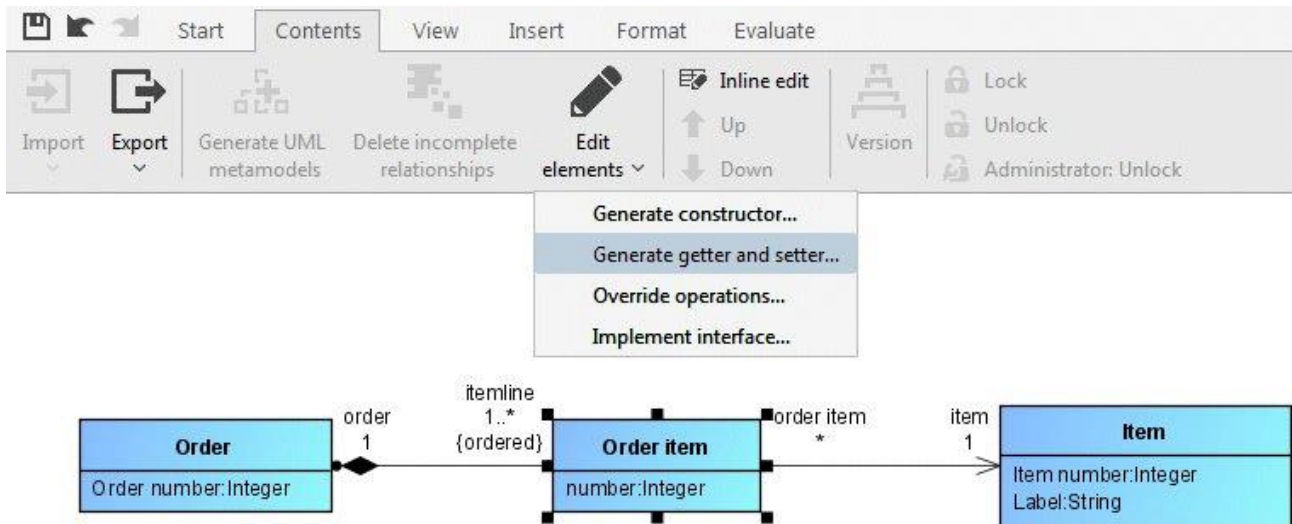 Start Contents View Insert Format Evaluate
Import
Export
Generate UML
metamodels
Delete incomplete
relationships
Edit
elements
Inline edit
Up
Down
Version
Lock
Unlock
Administrator: Unlock
Generate constructor...
Generate getter and setter...
Override operations...
Implement interface...
Order
Order number:Integer
order
1
itemline
1..*
{ordered}
Order item
number:Integer
order item
*
item
1
Item
Item number:Integer
Label:String